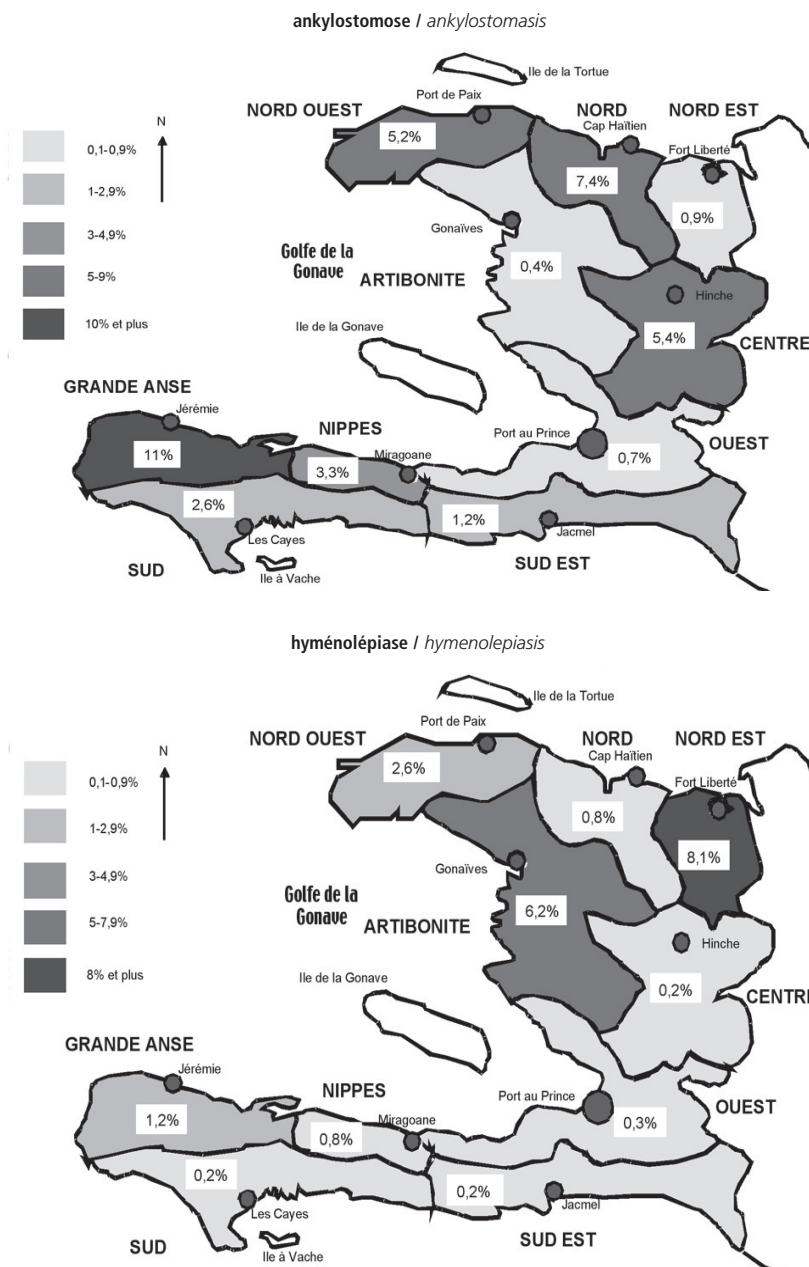 ankylostomose / ankylostomasis
Ile de la Tortue
Port de Paix
NORD OUEST
NORD
NORD EST
Cap Haïtien
N
0,1-0,9%
5,2%
Fort Liberté
7,4%
1-2,9%
0,9%
Gonaïves
3-4,9%
Golfe de la
Gonave
0,4%
ARTIBONITE
5-9%
Hinche
10% et plus
Ile de la Gonave
5,4%
CENTRE
GRANDE ANSE
Jérémie
NIPPES
Port au Prince
OUEST
11%
Miragoane
0,7%
3,3%
2,6%
1,2%
Les Cayes
Jacmel
SUD
Ile à Vache
SUD EST
hyménolépiase / hymenolepiasis
Ile de la Tortue
Port de Paix
NORD OUEST
NORD
NORD EST
N
Cap Haïtien
0,1-0,9%
2,6%
Fort Liberté
0,8%
1-2,9%
8,1%
Gonaïves
3-4,9%
Golfe de la
Gonave
6,2%
ARTIBONITE
5-7,9%
Hinche
8% et plus
Ile de la Gonave
0,2%
CENTRE
GRANDE ANSE
Jérémie
NIPPES
Port au Prince
OUEST
1,2%
Miragoane
0,8%
0,3%
0,2%
0,2%
Les Cayes
Jacmel
SUD
Ile à Vache
SUD EST